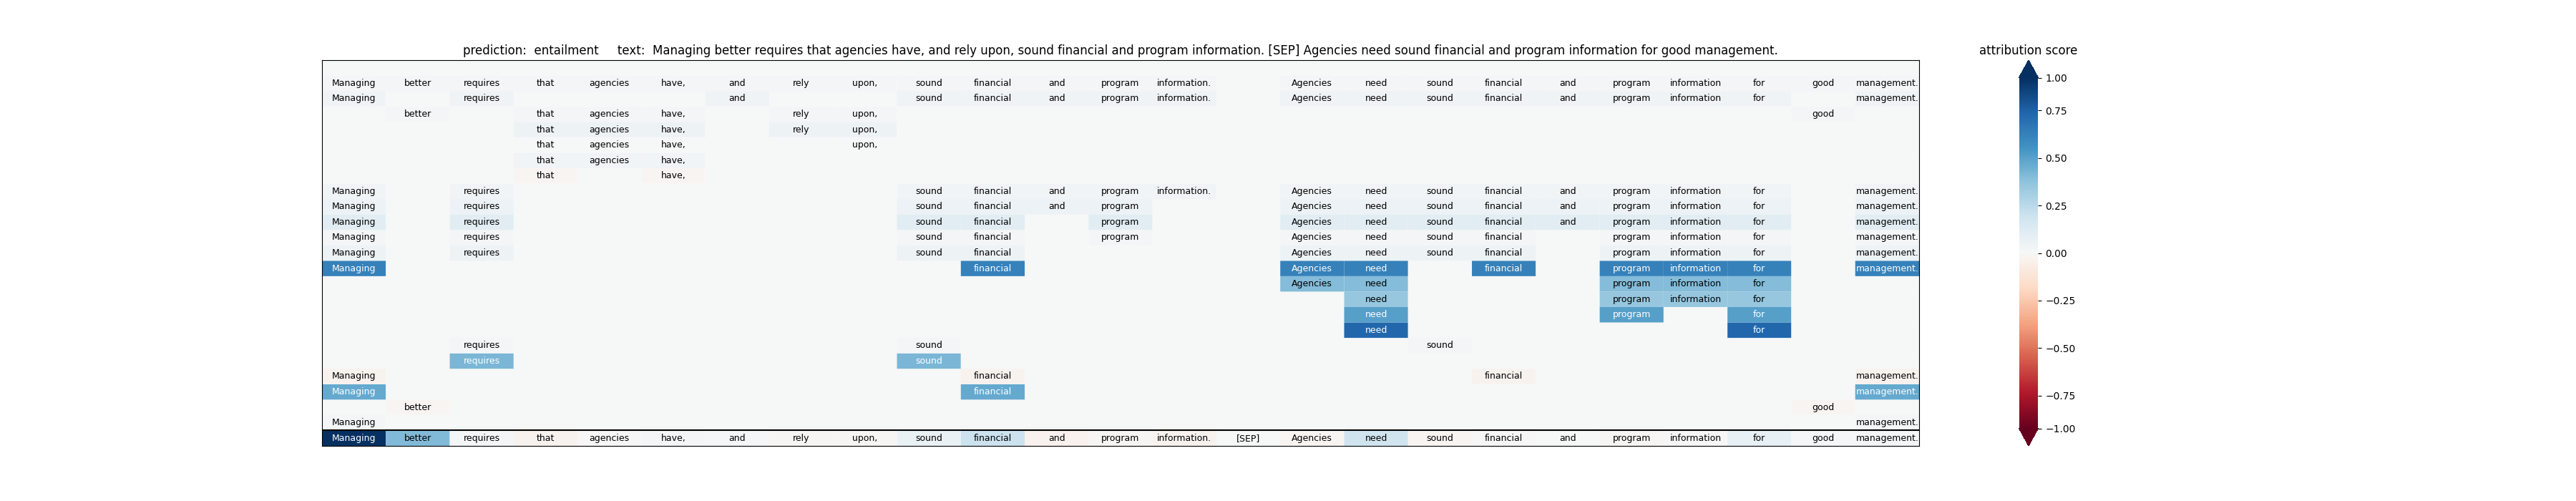 prediction: entailment text: Managing better requires that agencies have, and rely upon, sound financial and program information. [SEP] Agencies need sound financial and program information for good management.
attribution score
Managing better requires that agencies have, and rely upon, sound financial and program information. Agencies need sound financial and program information for good management.
Managing requires and sound financial and program information. Agencies need sound financial and program information for management.
better that agencies have, rely upon, good
that agencies have, rely upon,
that agencies have, upon,
that agencies have,
that have,
Managing requires sound financial and program information. Agencies need sound financial and program information for management.
Managing requires sound financial and program Agencies need sound financial and program information for management.
Managing requires sound financial program Agencies need sound financial and program information for management.
Managing requires sound financial program Agencies need sound financial program information for management.
Managing requires sound financial Agencies need sound financial program information for management.
Managing financial Agencies need financial program information for management.
Agencies need program information for
need program information for
need program for
need for
requires sound sound
requires sound
Managing financial financial management.
Managing financial management.
better good
Managing management.
Managing better requires that agencies have, and rely upon, sound financial and program information. [SEP] Agencies need sound financial and program information for good management.
1.00
0.75
0.50
0.25
0.00
−0.25
−0.50
−0.75
−1.00